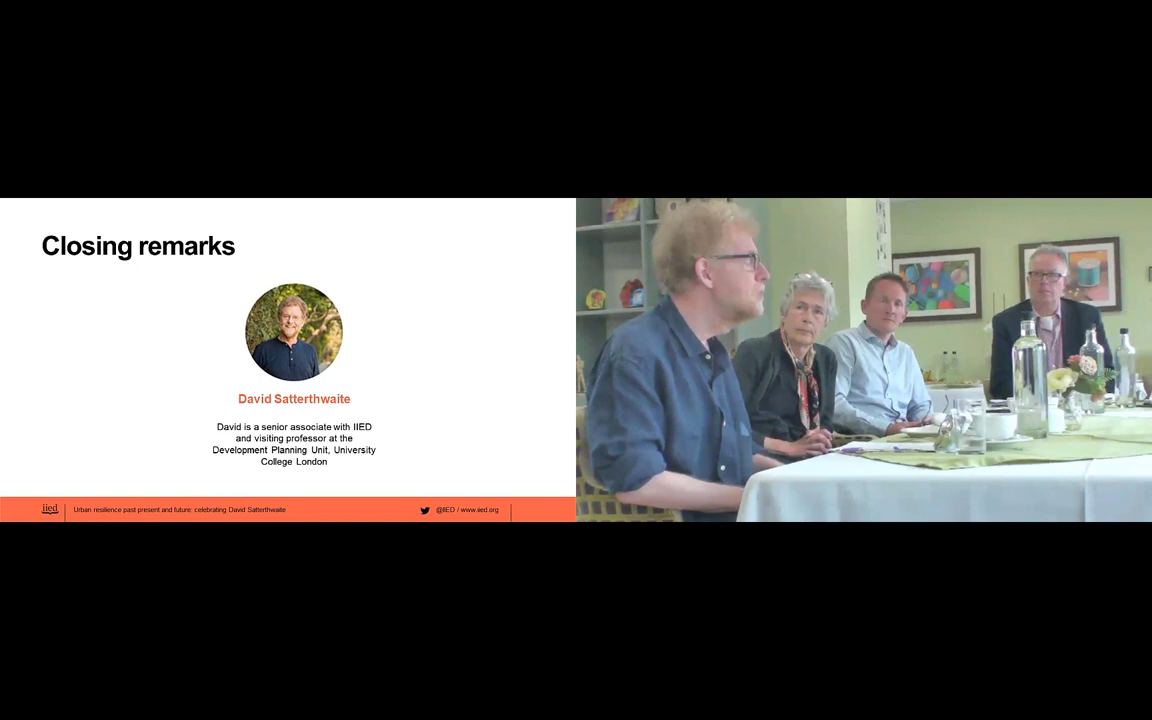 Closing remarks
David Satterthwaite
David is a senior associate with IIED
and visiting professor at the
Development Planning Unit, University
College London
iied
Urban resilience past present and future: celebrating David Satterthwaite
@IIED / www.iied.org